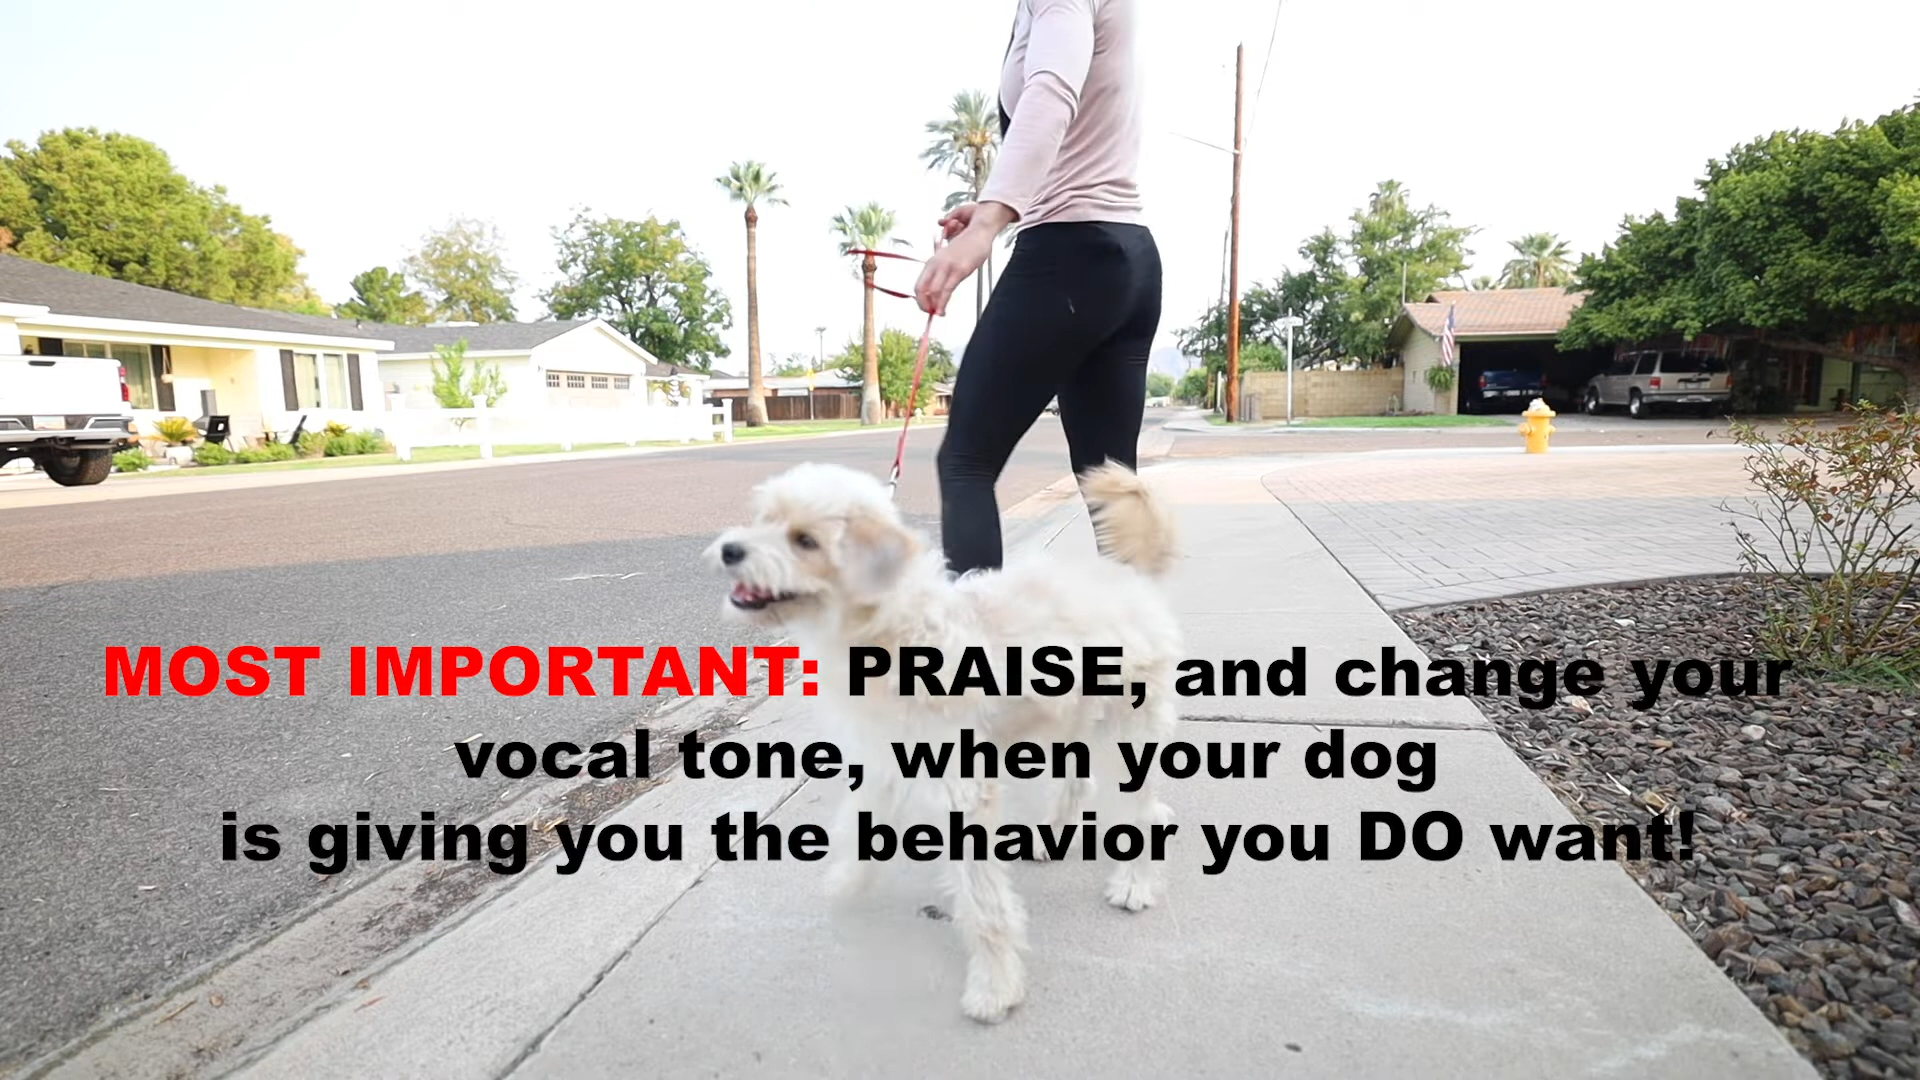 MOST IMPORTANT: PRAISE, and change your
vocal tone, when your dog
is giving you the behavior you DO want!